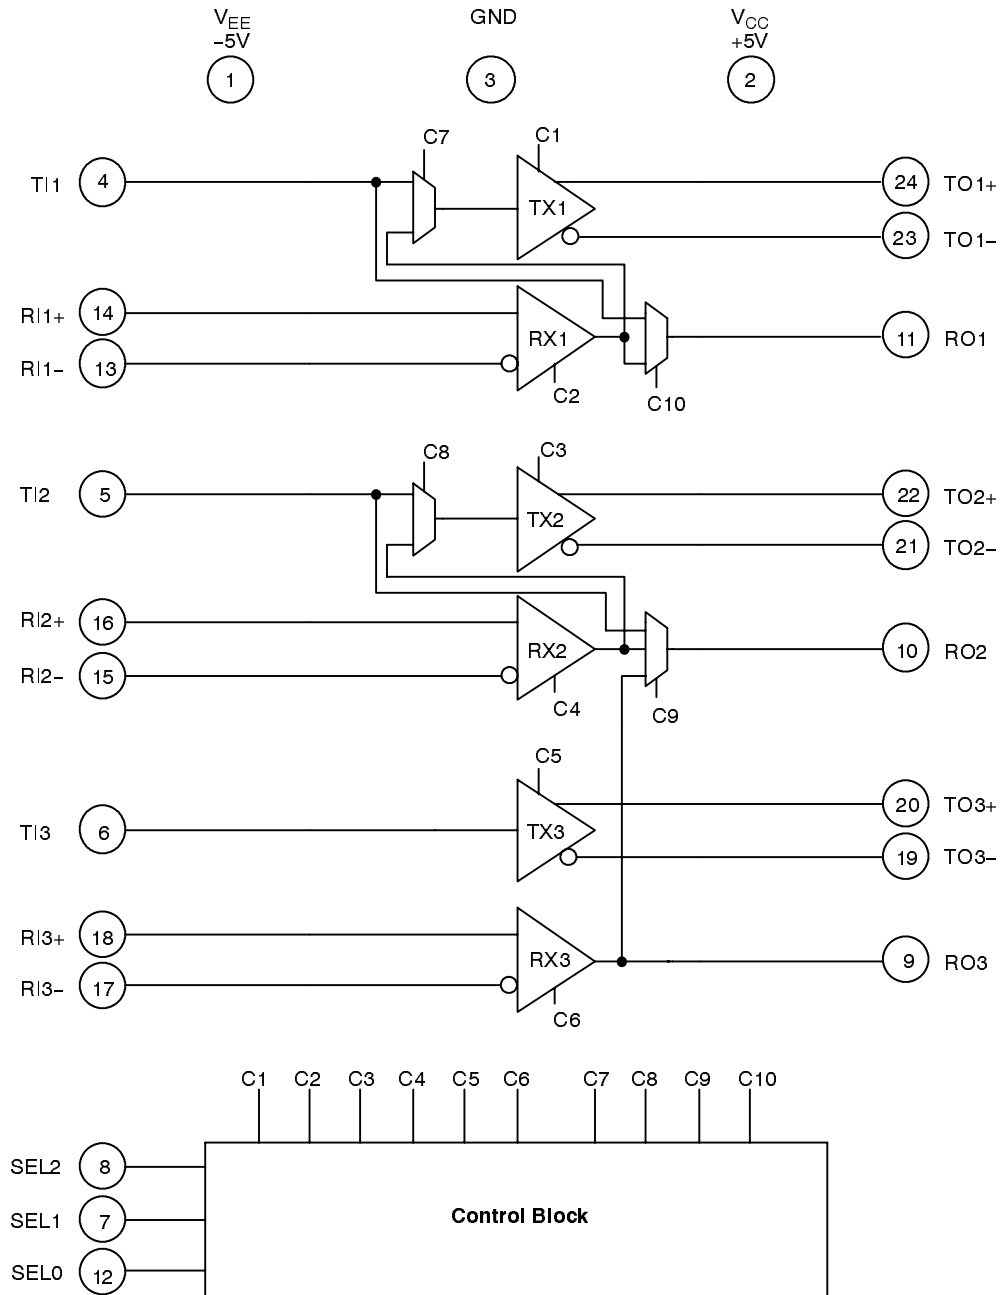 VEE GND VCC
–5V +5V
1 3 2
C7 C1
TI1 4 24 TO1+
TX1
23 TO1–
RI1+ 14
RX1 11 RO1
RI1– 13
C2 C10
C8 C3
TI2 5 22 TO2+
TX2
21 TO2–
RI2+ 16
RX2 10 RO2
RI2– 15
C4 C9
C5
20 TO3+
TI3 6 TX3
19 TO3–
RI3+ 18
RX3 9 RO3
RI3– 17
C6
C1 C2 C3 C4 C5 C6 C7 C8 C9 C10
SEL2 8
SEL1 7 Control Block
SEL0 12